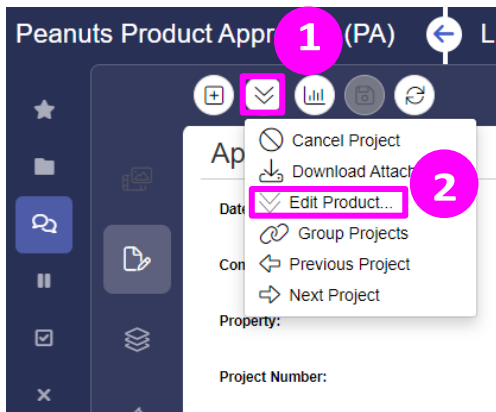 Peanuts Product Appr (PA)
L
1
Cancel Project
Ap
Download Attach
2
Date
Edit Product...
Group Projects
Con
Previous Project
Next Project
Property:
Project Number: